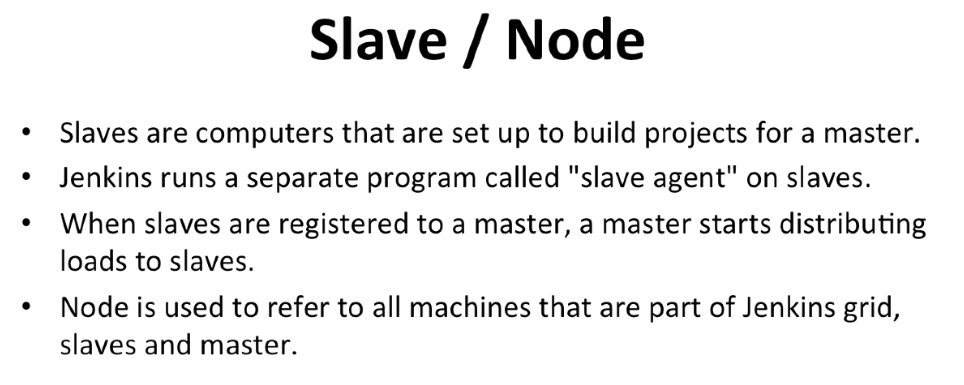 Slave / Node
• Slaves are computers that are set up to build projects for a master.
• Jenkins runs a separate program called "slave agent" on slaves.
• When slaves are registered to a master, a master starts distributing
loads to slaves.
• Node is used to refer to all machines that are part of Jenkins grid,
slaves and master.